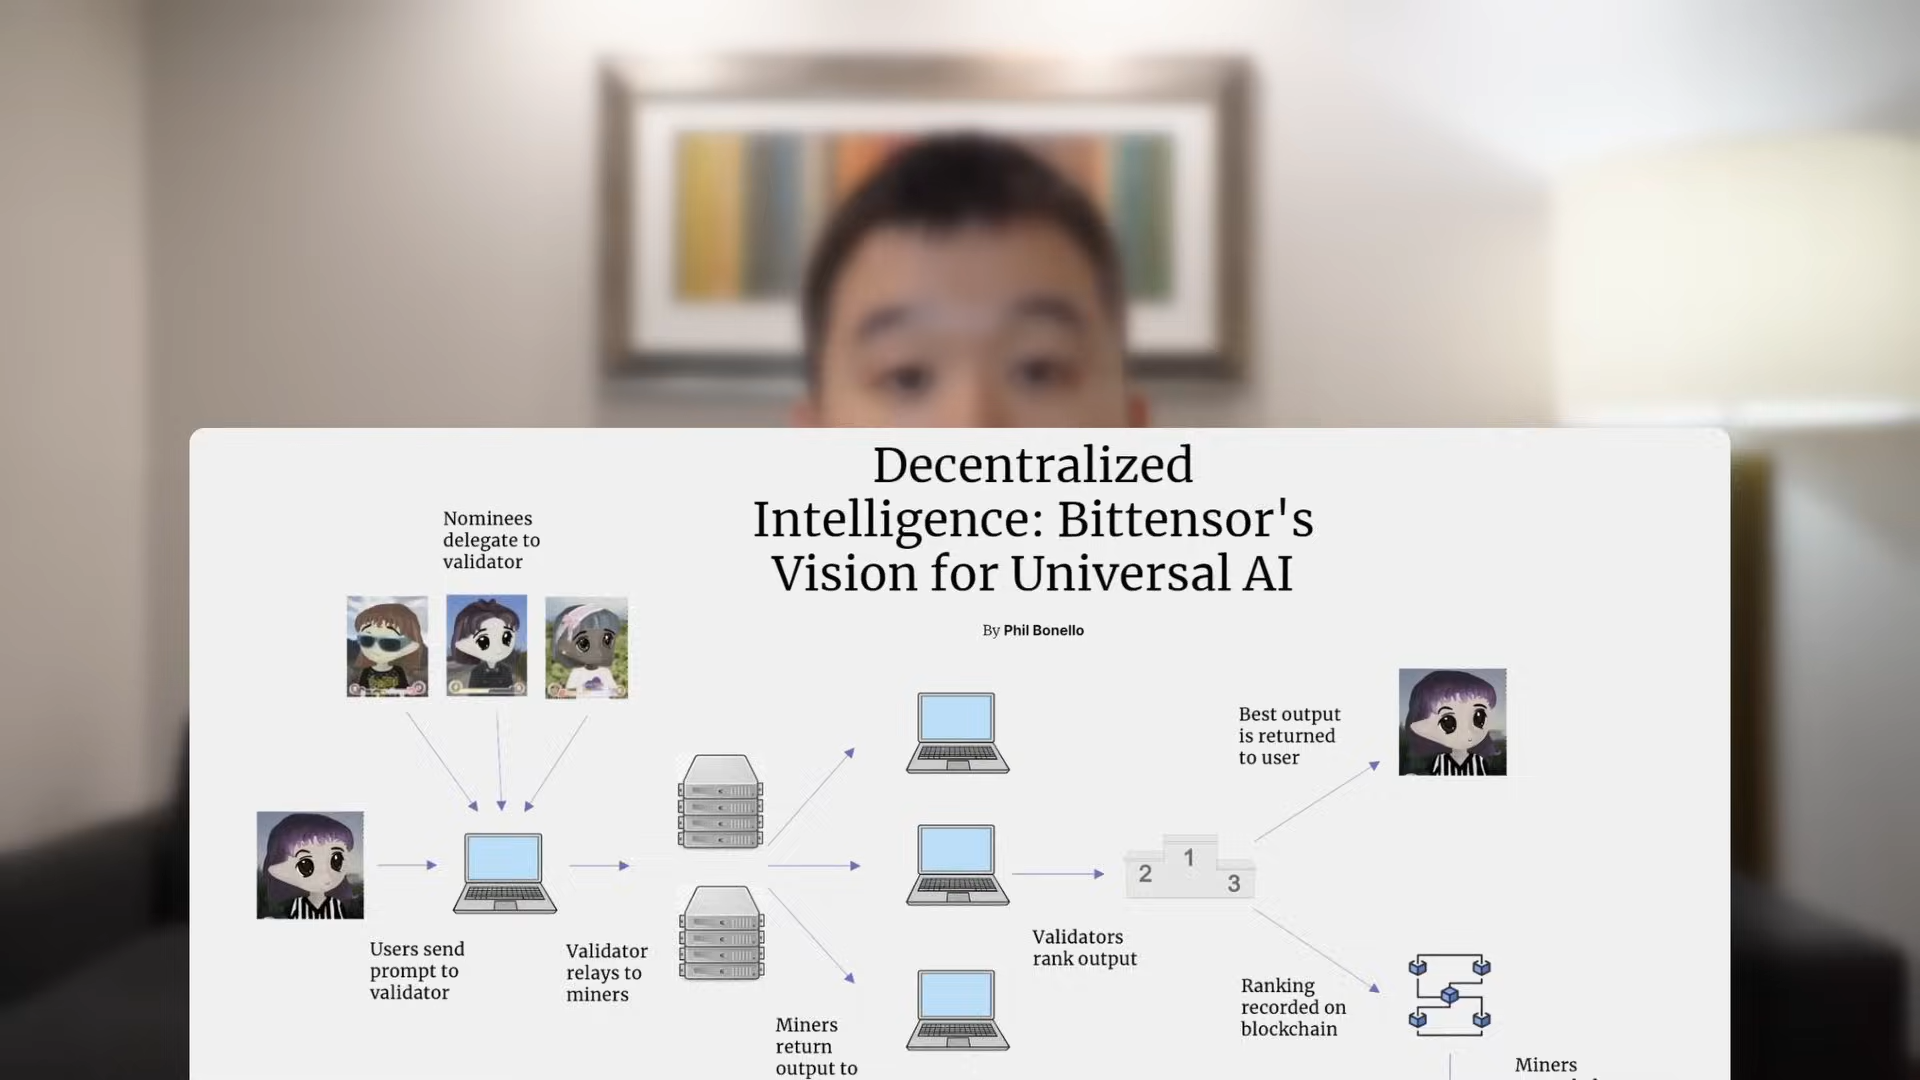 Decentralized
Intelligence: Bittensor's
Vision for Universal AI
By Phil Bonello
Nominees
delegate to
validator
Users send
prompt to
validator
Validator
relays to
miners
Miners
return
output to
Validators
rank output
2
1
3
Best output
is returned
to user
Ranking
recorded on
blockchain
Miners